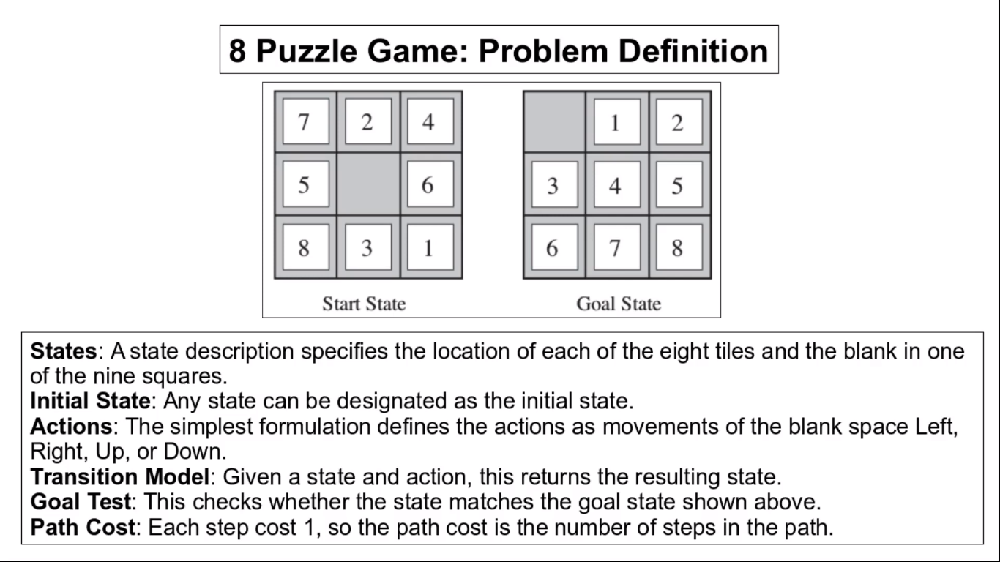 8 Puzzle Game: Problem Definition
7 2 4
5 6
8 3 1
Start State
1 2
3 4 5
6 7 8
Goal State
States: A state description specifies the location of each of the eight tiles and the blank in one
of the nine squares.
Initial State: Any state can be designated as the initial state.
Actions: The simplest formulation defines the actions as movements of the blank space Left,
Right, Up, or Down.
Transition Model: Given a state and action, this returns the resulting state.
Goal Test: This checks whether the state matches the goal state shown above.
Path Cost: Each step cost 1, so the path cost is the number of steps in the path.